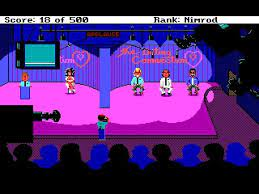 Score: 18 of 500 Rank: Nimrod
APPLAUSE
the Dating
Connection